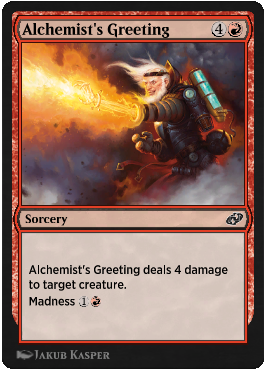 Alchemist's Greeting 4
Sorcery
Alchemist's Greeting deals 4 damage
to target creature.
Madness 1
Jakub Kasper